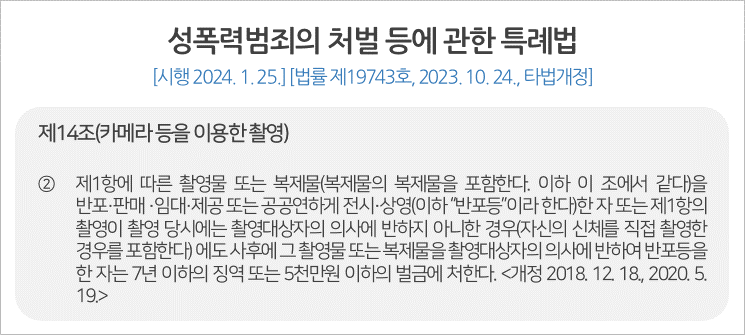 성폭력범죄의 처벌 등에 관한 특례법
[시행 2024. 1. 25.] [법률 제19743호, 2023. 10. 24., 타법개정]
제14조(카메라 등을 이용한 촬영)
② 제1항에 따른 촬영물 또는 복제물(복제물의 복제물을 포함한다. 이하 이 조에서 같다)을
반포·판매 ·임대·제공 또는 공공연하게 전시·상영(이하 “반포등”이라 한다)한 자 또는 제1항의
촬영이 촬영 당시에는 촬영대상자의 의사에 반하지 아니한 경우(자신의 신체를 직접 촬영한
경우를 포함한다) 에도 사후에 그 촬영물 또는 복제물을 촬영대상자의 의사에 반하여 반포등을
한 자는 7년 이하의 징역 또는 5천만원 이하의 벌금에 처한다. <개정 2018. 12. 18., 2020. 5.
19.>